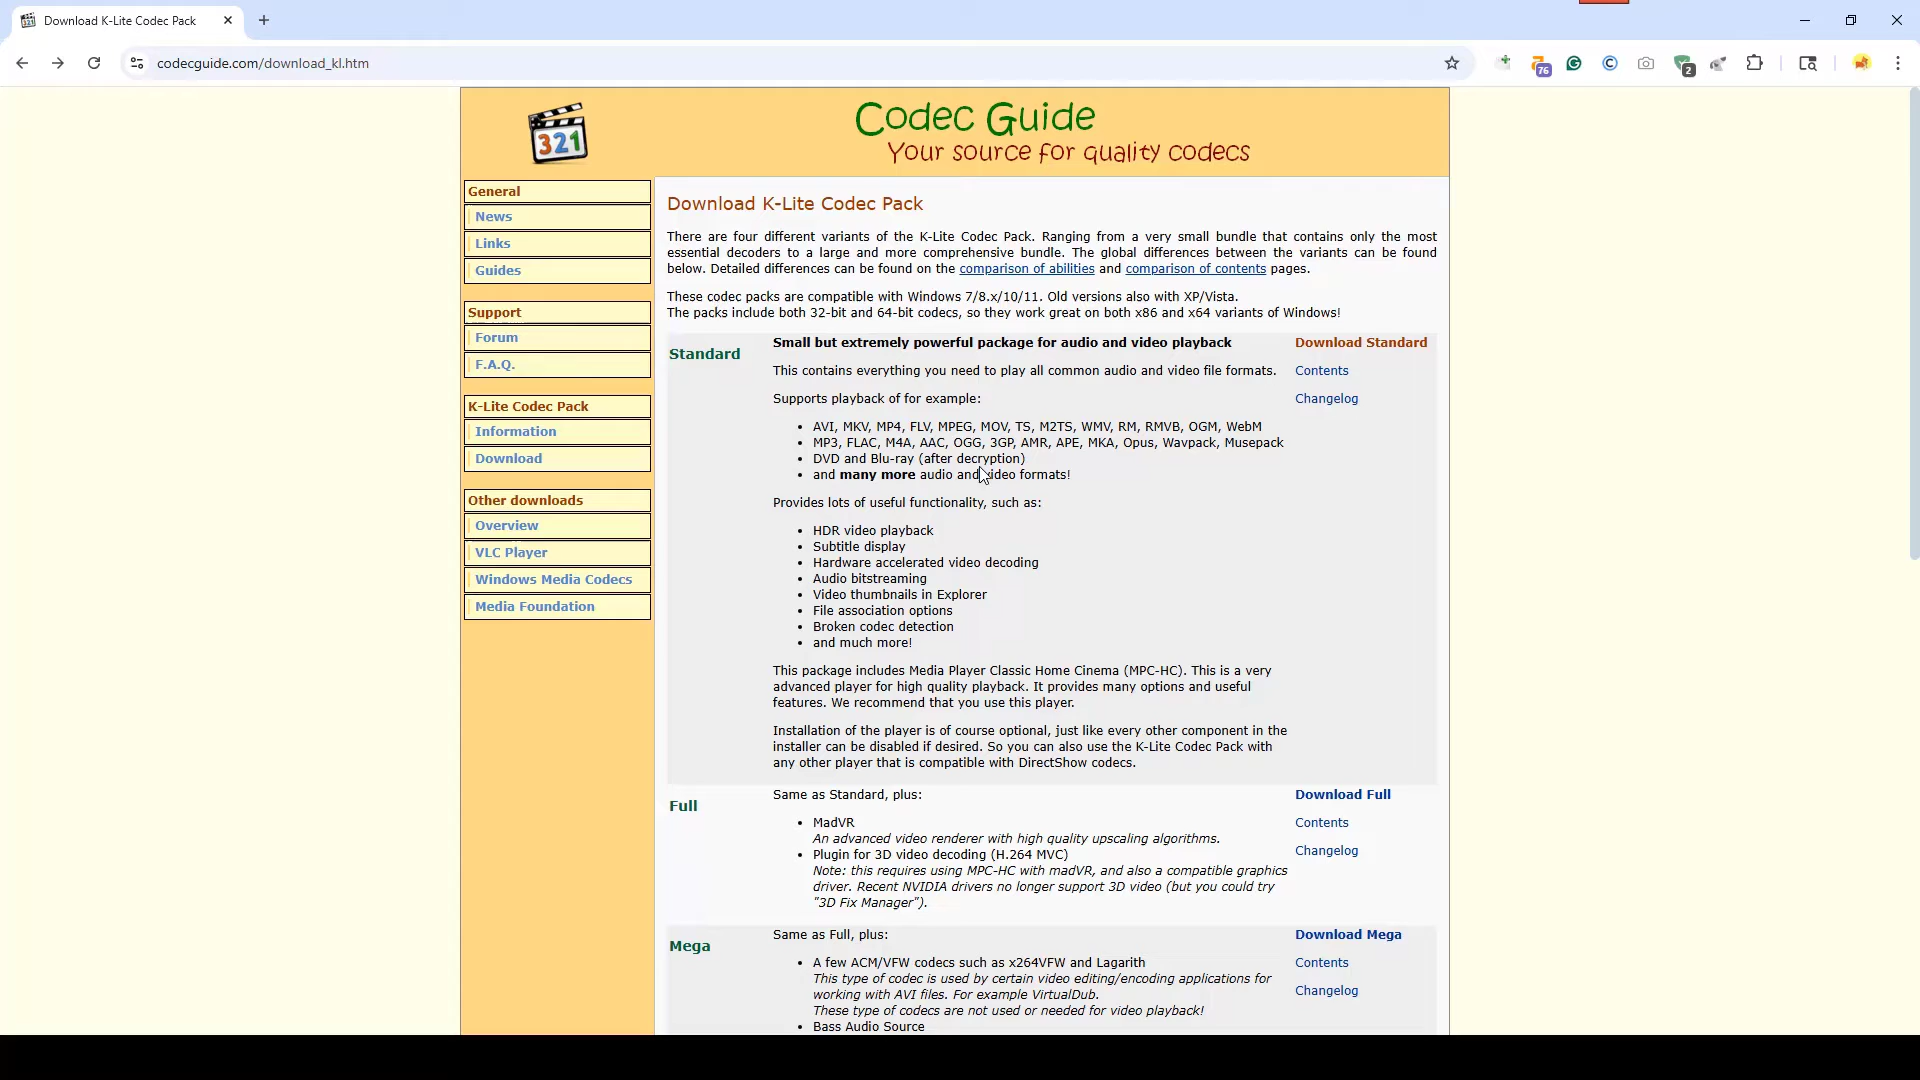 Download K-Lite Codec Pack
codecguide.com/download_kl.htm
76
2
321
Codec Guide
Your source for quality codecs
General
News
Links
Guides
Support
Forum
F.A.Q.
K-Lite Codec Pack
Information
Download
Other downloads
Overview
VLC Player
Windows Media Codecs
Media Foundation
Download K-Lite Codec Pack
There are four different variants of the K-Lite Codec Pack. Ranging from a very small bundle that contains only the most
essential decoders to a large and more comprehensive bundle. The global differences between the variants can be found
below. Detailed differences can be found on the comparison of abilities and comparison of contents pages.
These codec packs are compatible with Windows 7/8.x/10/11. Old versions also with XP/Vista.
The packs include both 32-bit and 64-bit codecs, so they work great on both x86 and x64 variants of Windows!
Standard
Small but extremely powerful package for audio and video playback
Download Standard
This contains everything you need to play all common audio and video file formats.
Contents
Supports playback of for example:
Changelog
• AVI, MKV, MP4, FLV, MPEG, MOV, TS, M2TS, WMV, RM, RMVB, OGM, WebM
• MP3, FLAC, M4A, AAC, OGG, 3GP, AMR, APE, MKA, Opus, Wavpack, Musepack
• DVD and Blu-ray (after decryption)
• and many more audio and video formats!
Provides lots of useful functionality, such as:
• HDR video playback
• Subtitle display
• Hardware accelerated video decoding
• Audio bitstreaming
• Video thumbnails in Explorer
• File association options
• Broken codec detection
• and much more!
This package includes Media Player Classic Home Cinema (MPC-HC). This is a very
advanced player for high quality playback. It provides many options and useful
features. We recommend that you use this player.
Installation of the player is of course optional, just like every other component in the
installer can be disabled if desired. So you can also use the K-Lite Codec Pack with
any other player that is compatible with DirectShow codecs.
Full
Same as Standard, plus:
Download Full
• MadVR
Contents
An advanced video renderer with high quality upscaling algorithms.
• Plugin for 3D video decoding (H.264 MVC)
Changelog
Note: this requires using MPC-HC with madVR, and also a compatible graphics
driver. Recent NVIDIA drivers no longer support 3D video (but you could try
"3D Fix Manager").
Mega
Same as Full, plus:
Download Mega
• A few ACM/VFW codecs such as x264VFW and Lagarith
Contents
This type of codec is used by certain video editing/encoding applications for
working with AVI files. For example VirtualDub.
Changelog
These type of codecs are not used or needed for video playback!
• Bass Audio Source